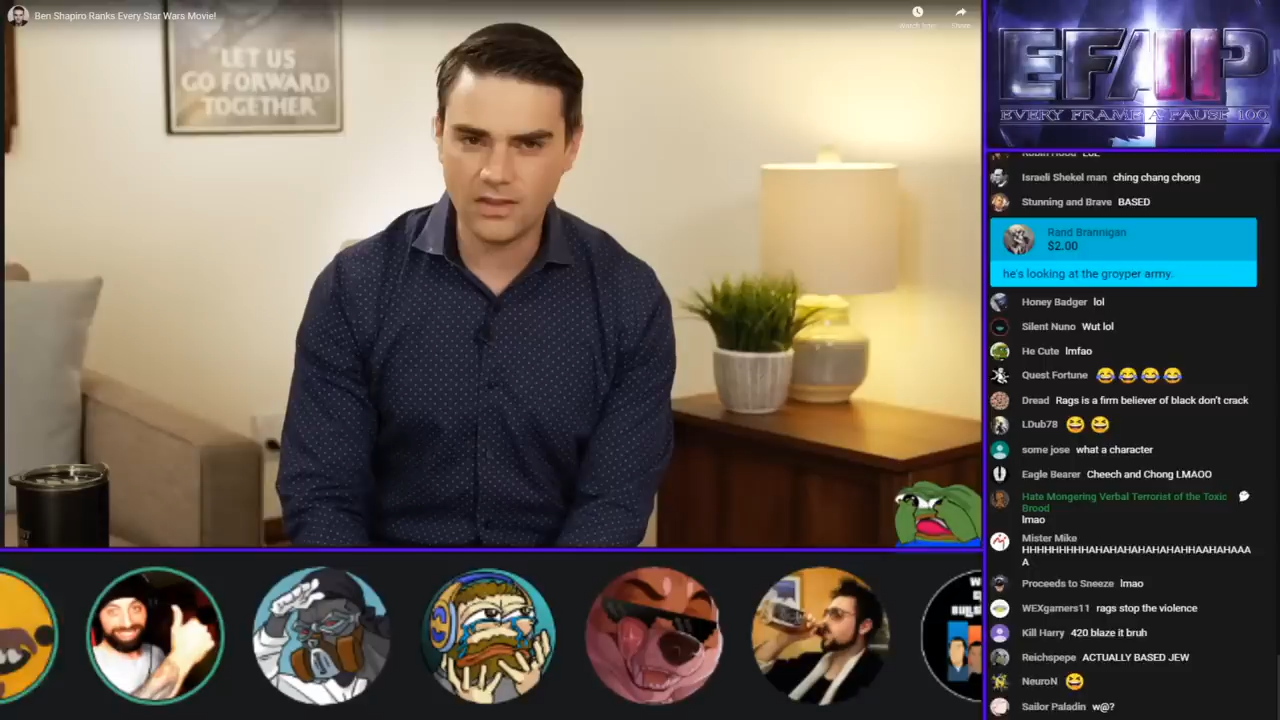 Ben Shapiro Ranks Every Star Wars Movie!
Watch later
Share
LET US
GO FORWARD
TOGETHER
EFAP
EVERY FRAME A PAUSE 100
Robin Hood LOL
Israeli Shekel man ching chang chong
Stunning and Brave BASED
Rand Brannigan
$2.00
he's looking at the groyper army.
Honey Badger lol
Silent Nuno Wut lol
He Cute lmfao
Quest Fortune 😂😂😂😂
Dread Rags is a firm believer of black don't crack
LDub78 😆😆
some jose what a character
Eagle Bearer Cheech and Chong LMAOO
Hate Mongering Verbal Terrorist of the Toxic
Brood
lmao
Mister Mike
HHHHHHHHHAHAHAHAHAHAHHAAHAHAAA
A
Proceeds to Sneeze lmao
WEXgamers11 rags stop the violence
Kill Harry 420 blaze it bruh
Reichspepe ACTUALLY BASED JEW
NeuroN 😆
Sailor Paladin w@?